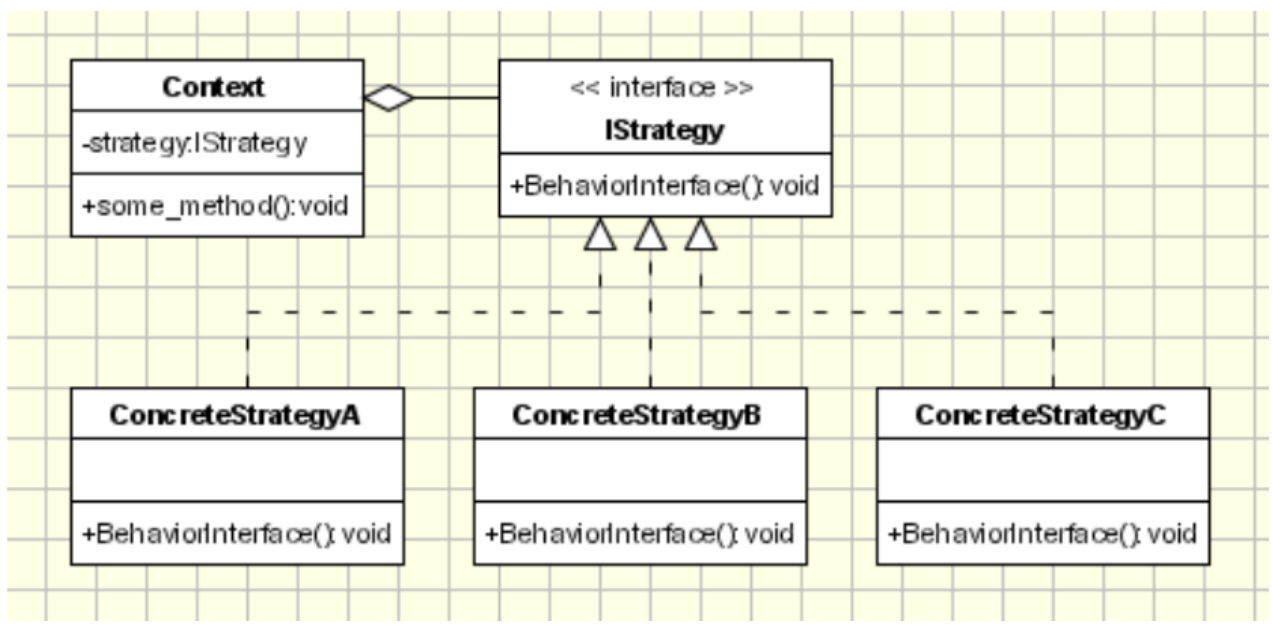 Context
-strategy:IStrategy
+some_method():void
<< interface >>
IStrategy
+BehaviorInterface(): void
ConcreteStrategyA
+BehaviorInterface(): void
ConcreteStrategyB
+BehaviorInterface(): void
ConcreteStrategyC
+BehaviorInterface(): void